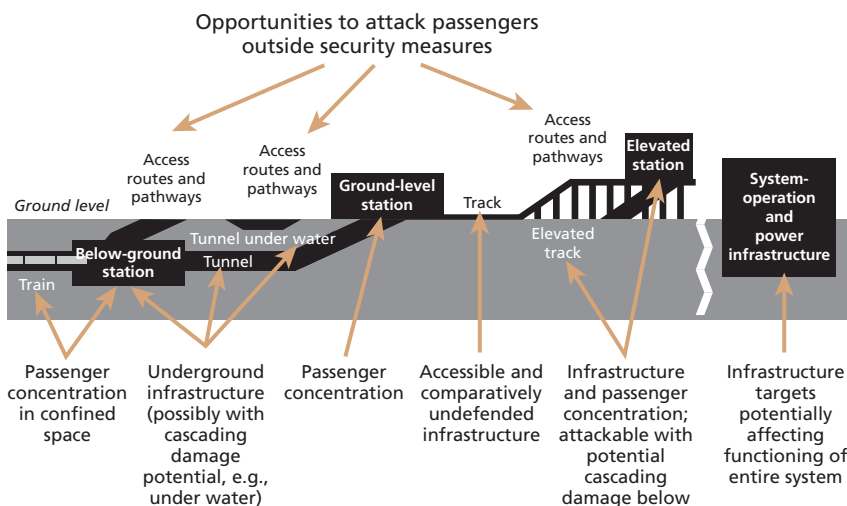 Opportunities to attack passengers
outside security measures
Access
routes and
pathways
Access
routes and
pathways
Access
routes and
pathways
Elevated
station
Ground level
Ground-level
station
Track
System-
operation
and
power
infrastructure
Tunnel under water
Below-ground
station
Tunnel
Elevated
track
Train
Passenger
concentration
in confined
space
Underground
infrastructure
(possibly with
cascading
damage
potential, e.g.,
under water)
Passenger
concentration
Accessible and
comparatively
undefended
infrastructure
Infrastructure
and passenger
concentration;
attackable with
potential
cascading
damage below
Infrastructure
targets
potentially
affecting
functioning of
entire system